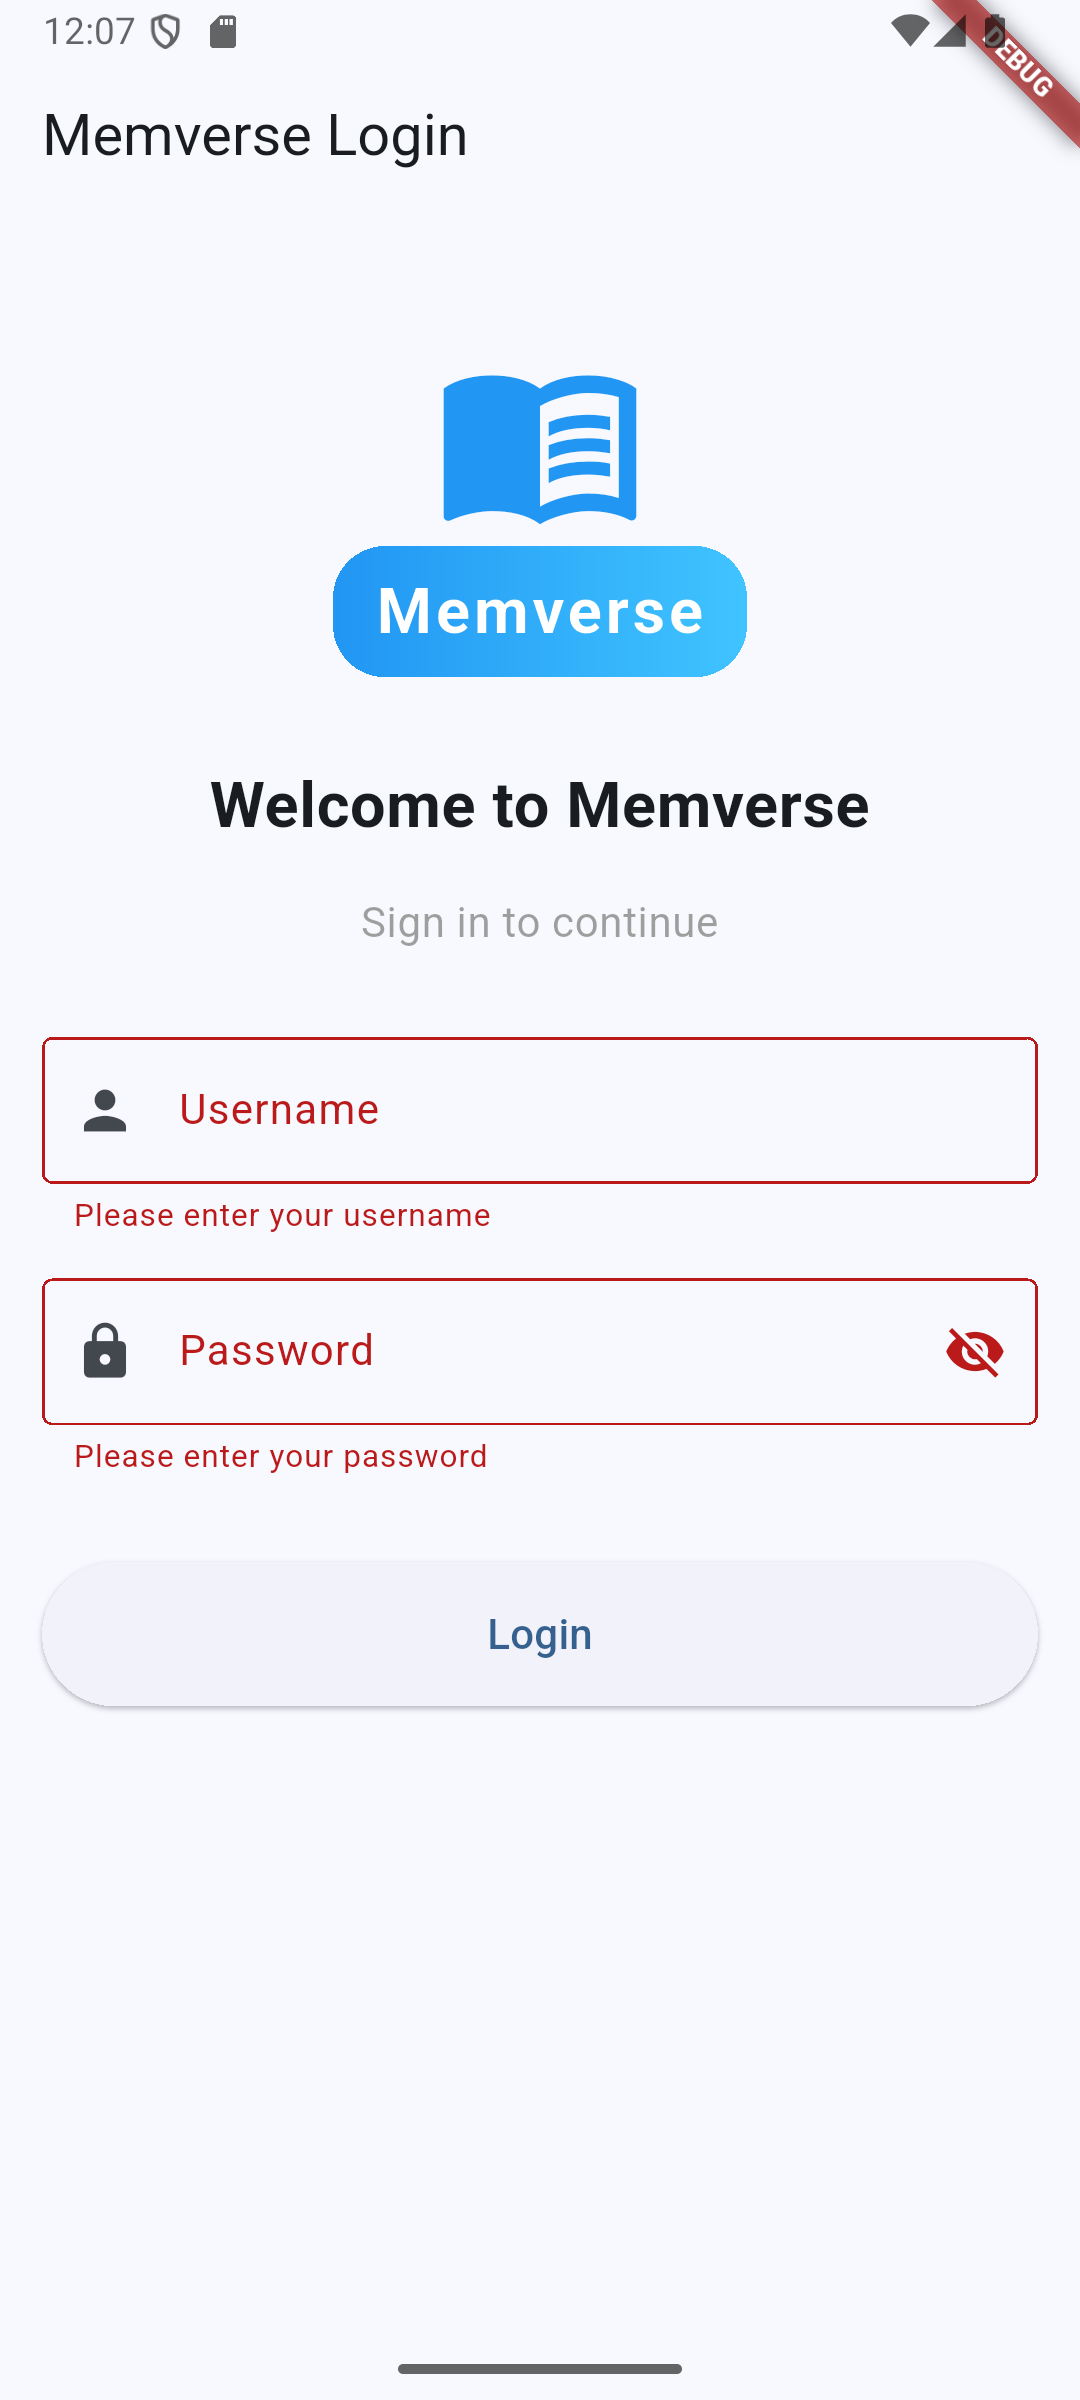 12:07
DEBUG
Memverse Login
Memverse
Welcome to Memverse
Sign in to continue
Username
Please enter your username
Password
Please enter your password
Login